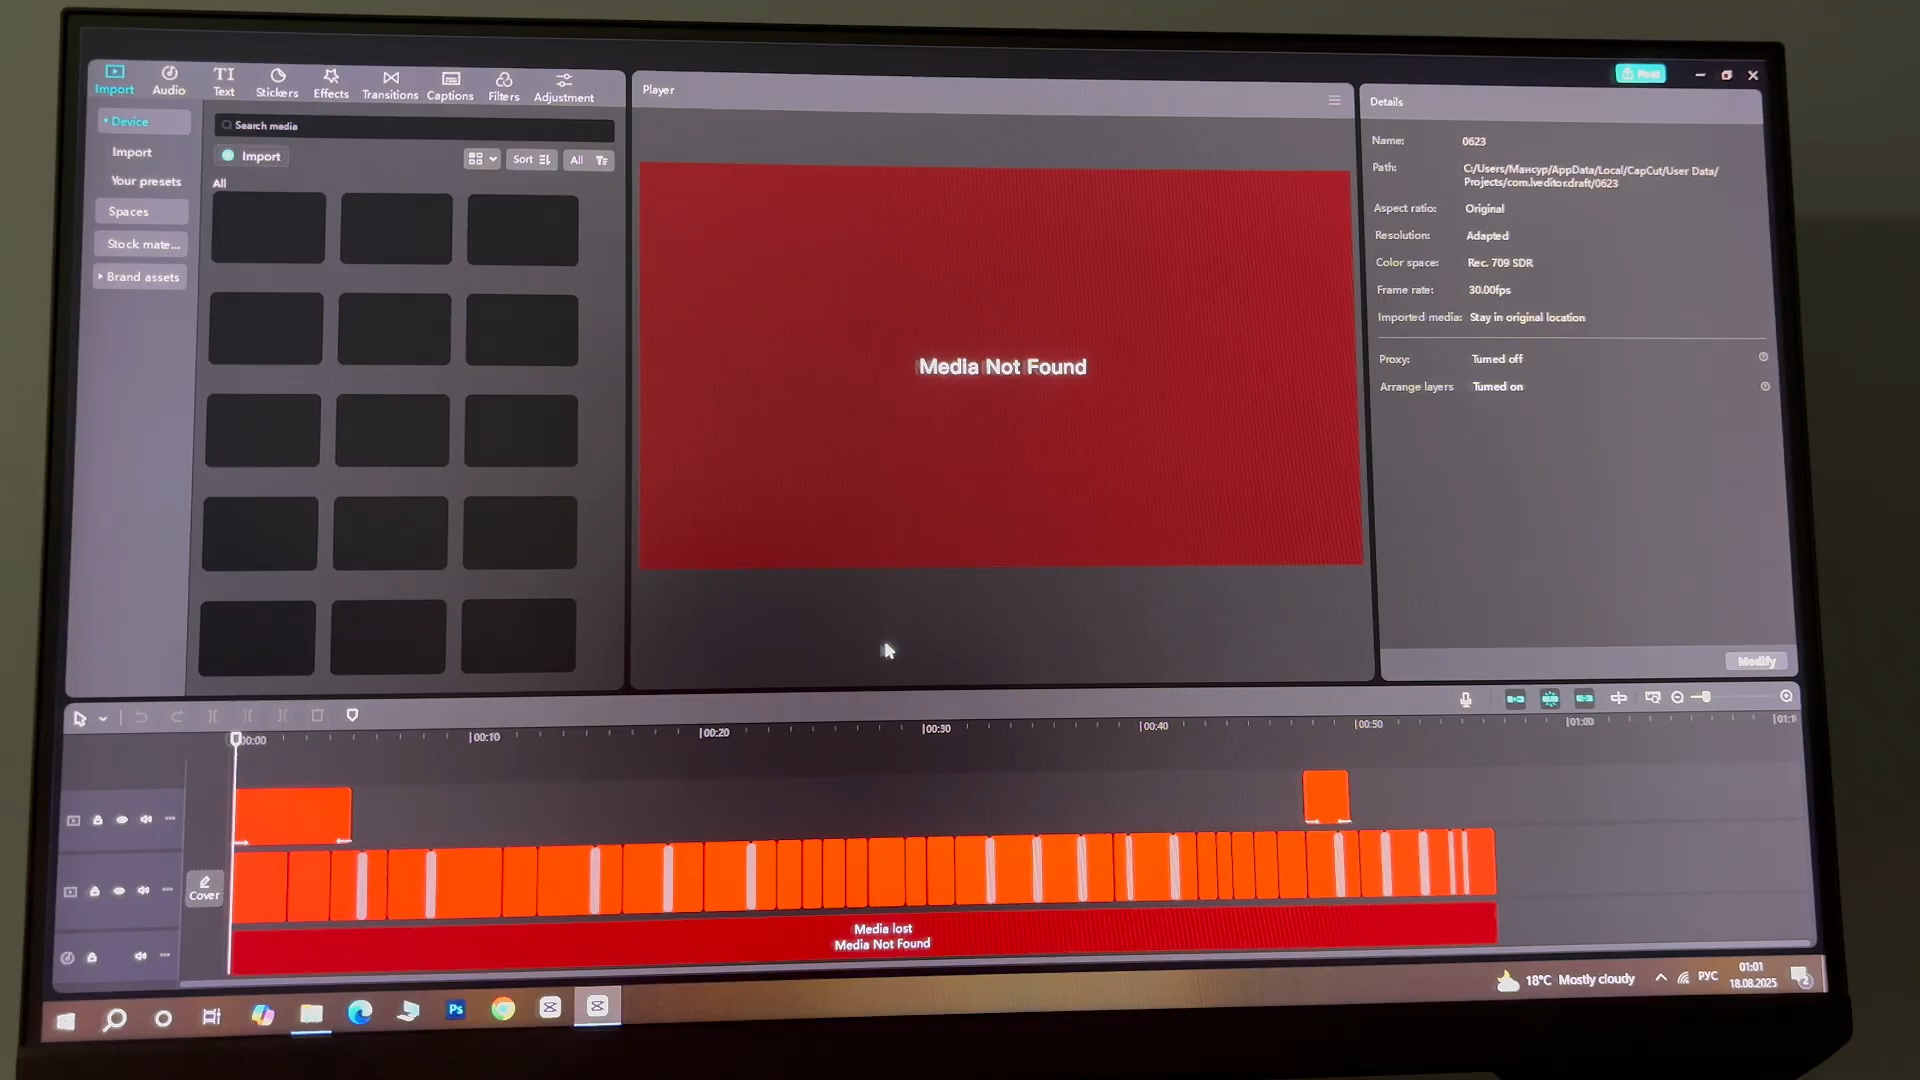 Import
Audio
TI
Text
Stickers
Effects
Transitions
Captions
Filters
Adjustment
Device
Import
Your presets
Spaces
Stock mate...
Brand assets
Search media
Import
Sort
All
All
Player
Media Not Found
Details
Name: 0623
Path: C:/Users/Мансур/AppData/Local/CapCut/User Data/
Projects/com.lveditor.draft/0623
Aspect ratio: Original
Resolution: Adapted
Color space: Rec. 709 SDR
Frame rate: 30.00fps
Imported media: Stay in original location
Proxy: Turned off
Arrange layers Turned on
Modify
00:00
00:10
00:20
00:30
00:40
00:50
01:00
Cover
Media lost
Media Not Found
Ps
18°C Mostly cloudy
РУС
01:01
18.08.2025
2